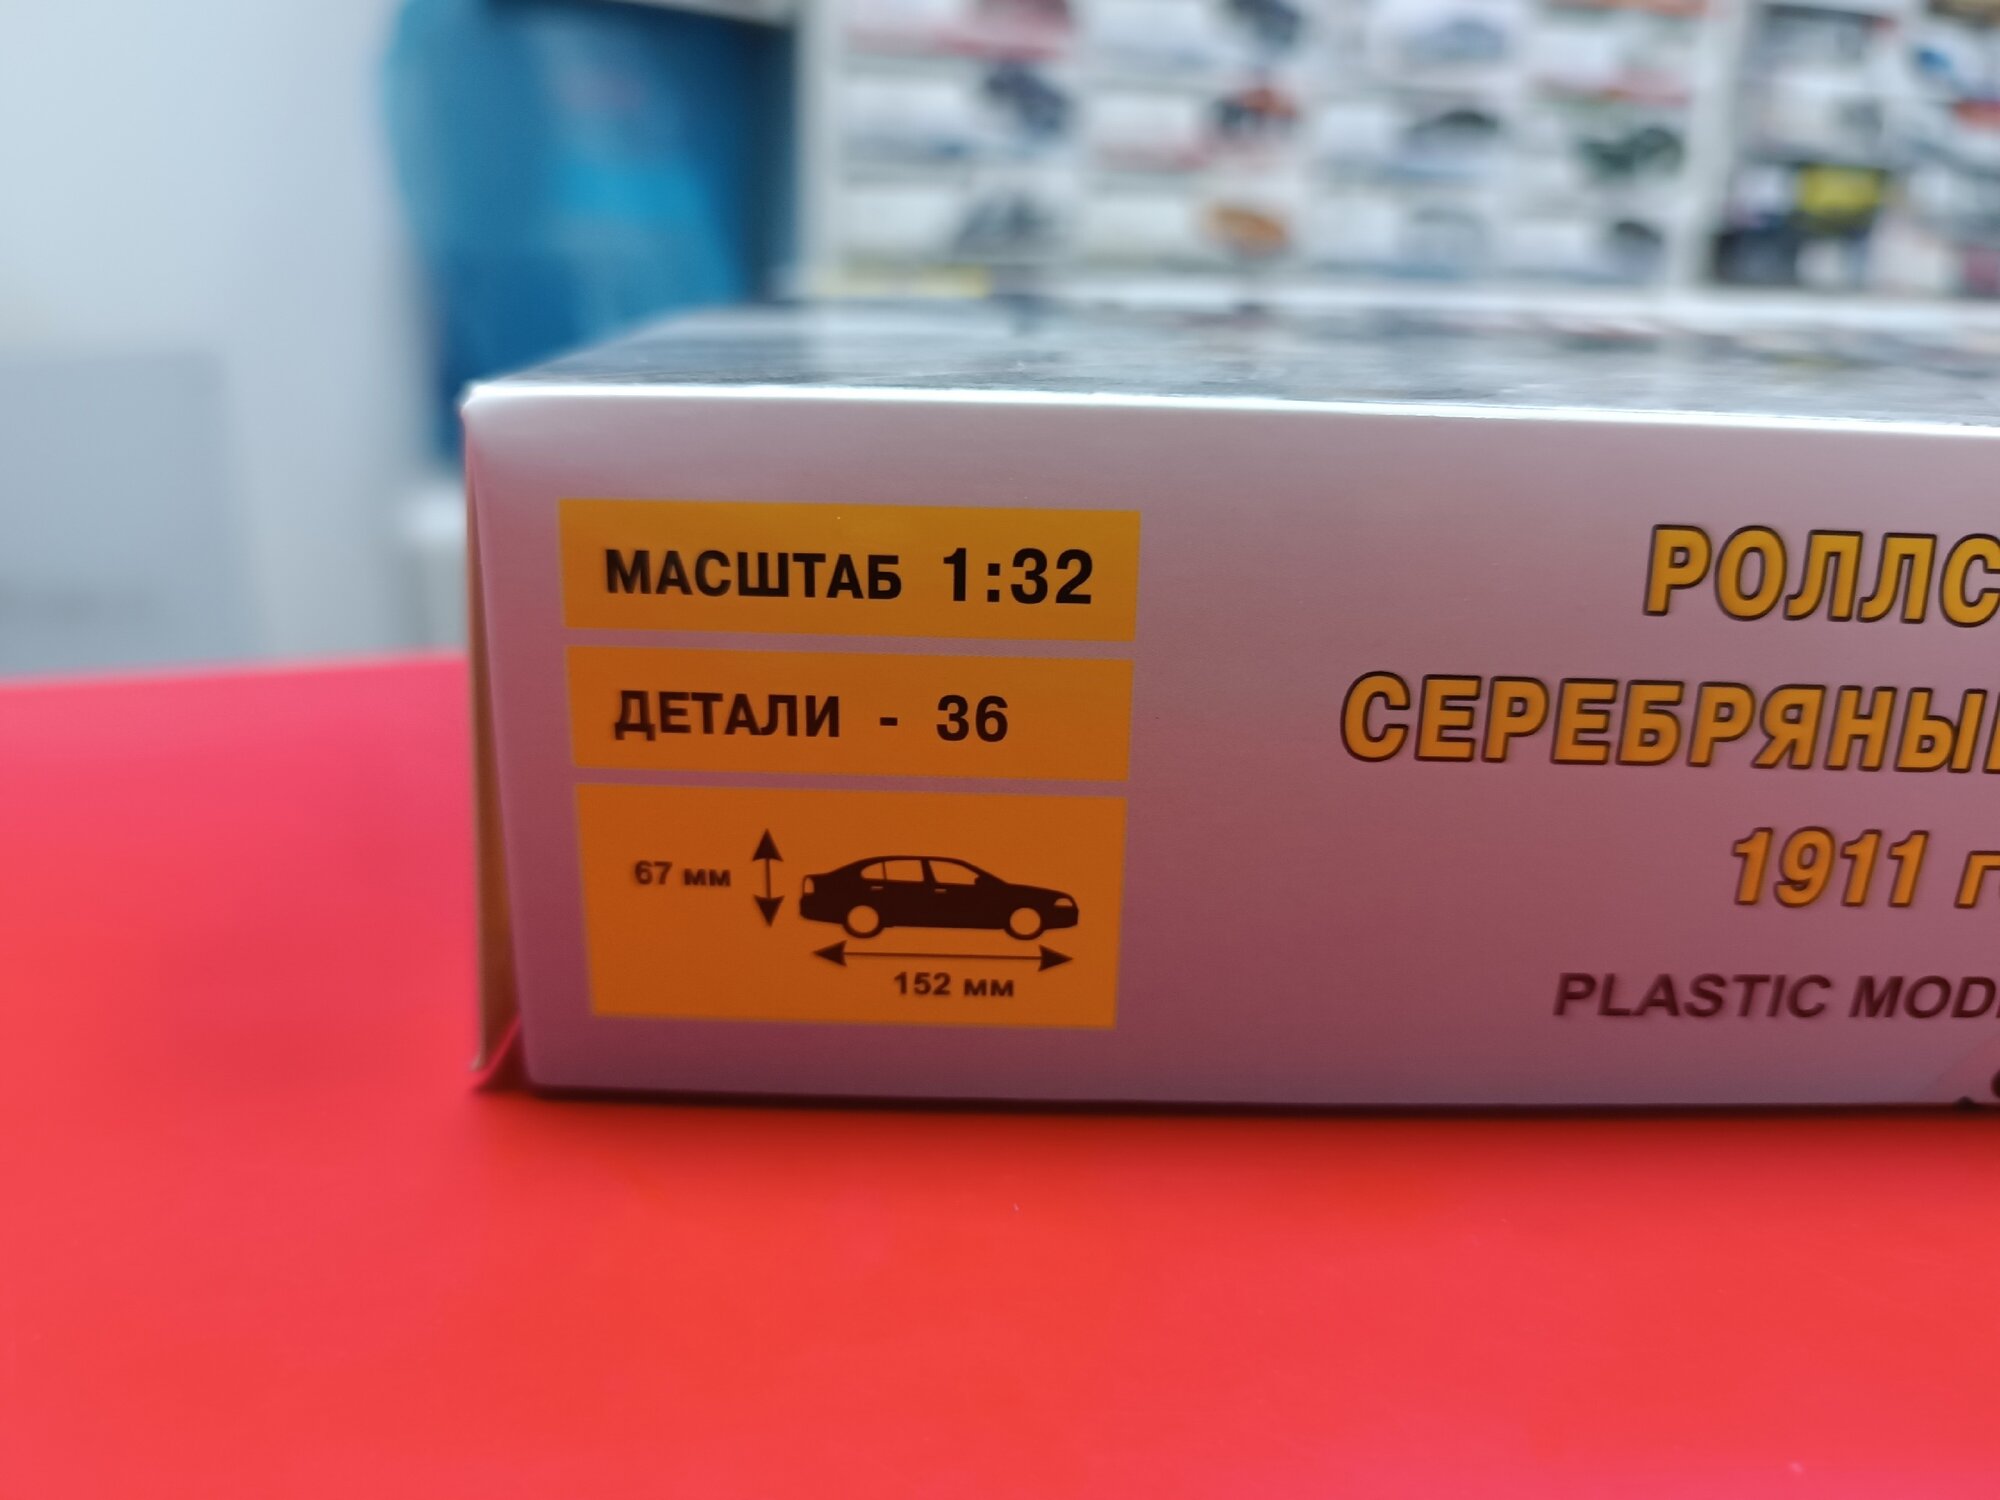 МАСШТАБ 1:32
ДЕТАЛИ - 36
67 мм
152 мм
РОЛЛС
СЕРЕБРЯНЫ
1911 г
PLASTIC MOD